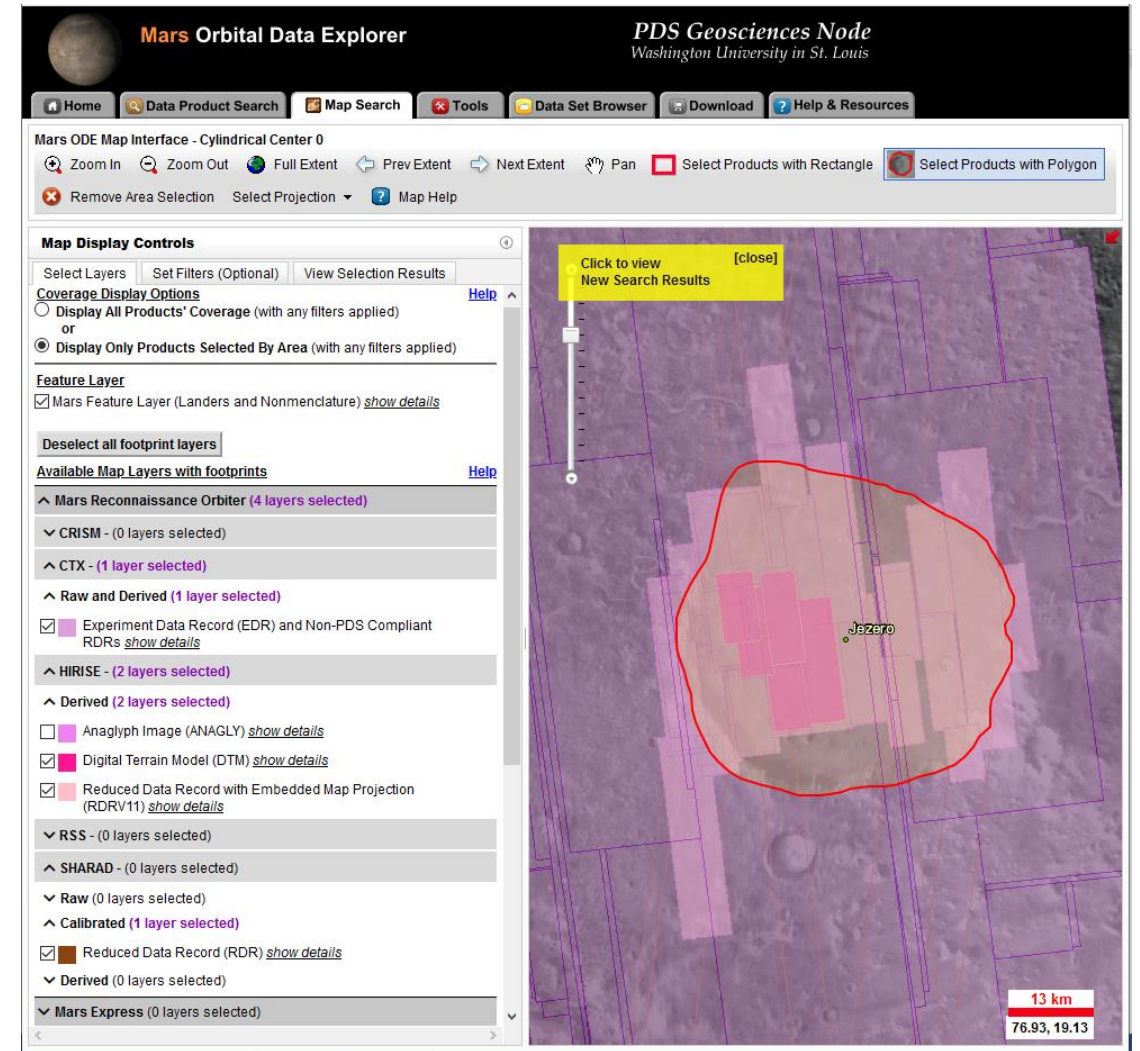 Mars Orbital Data Explorer
PDS Geosciences Node
Washington University in St. Louis
Home
Data Product Search
Map Search
Tools
Data Set Browser
Download
Help & Resources
Mars ODE Map Interface - Cylindrical Center 0
Zoom In
Zoom Out
Full Extent
Prev Extent
Next Extent
Pan
Select Products with Rectangle
Select Products with Polygon
Remove Area Selection
Select Projection
Map Help
Map Display Controls
Select Layers
Set Filters (Optional)
View Selection Results
Coverage Display Options
Help
Display All Products' Coverage (with any filters applied)
or
Display Only Products Selected By Area (with any filters applied)
Feature Layer
Mars Feature Layer (Landers and Nonmenclature) show details
Deselect all footprint layers
Available Map Layers with footprints
Help
Mars Reconnaissance Orbiter (4 layers selected)
CRISM - (0 layers selected)
CTX - (1 layer selected)
Raw and Derived (1 layer selected)
Experiment Data Record (EDR) and Non-PDS Compliant
RDRs show details
HIRISE - (2 layers selected)
Derived (2 layers selected)
Anaglyph Image (ANAGLY) show details
Digital Terrain Model (DTM) show details
Reduced Data Record with Embedded Map Projection
(RDRV11) show details
RSS - (0 layers selected)
SHARAD - (0 layers selected)
Raw (0 layers selected)
Calibrated (1 layer selected)
Reduced Data Record (RDR) show details
Derived (0 layers selected)
Mars Express (0 layers selected)
Click to view
New Search Results
[close]
Jezero
13 km
76.93, 19.13